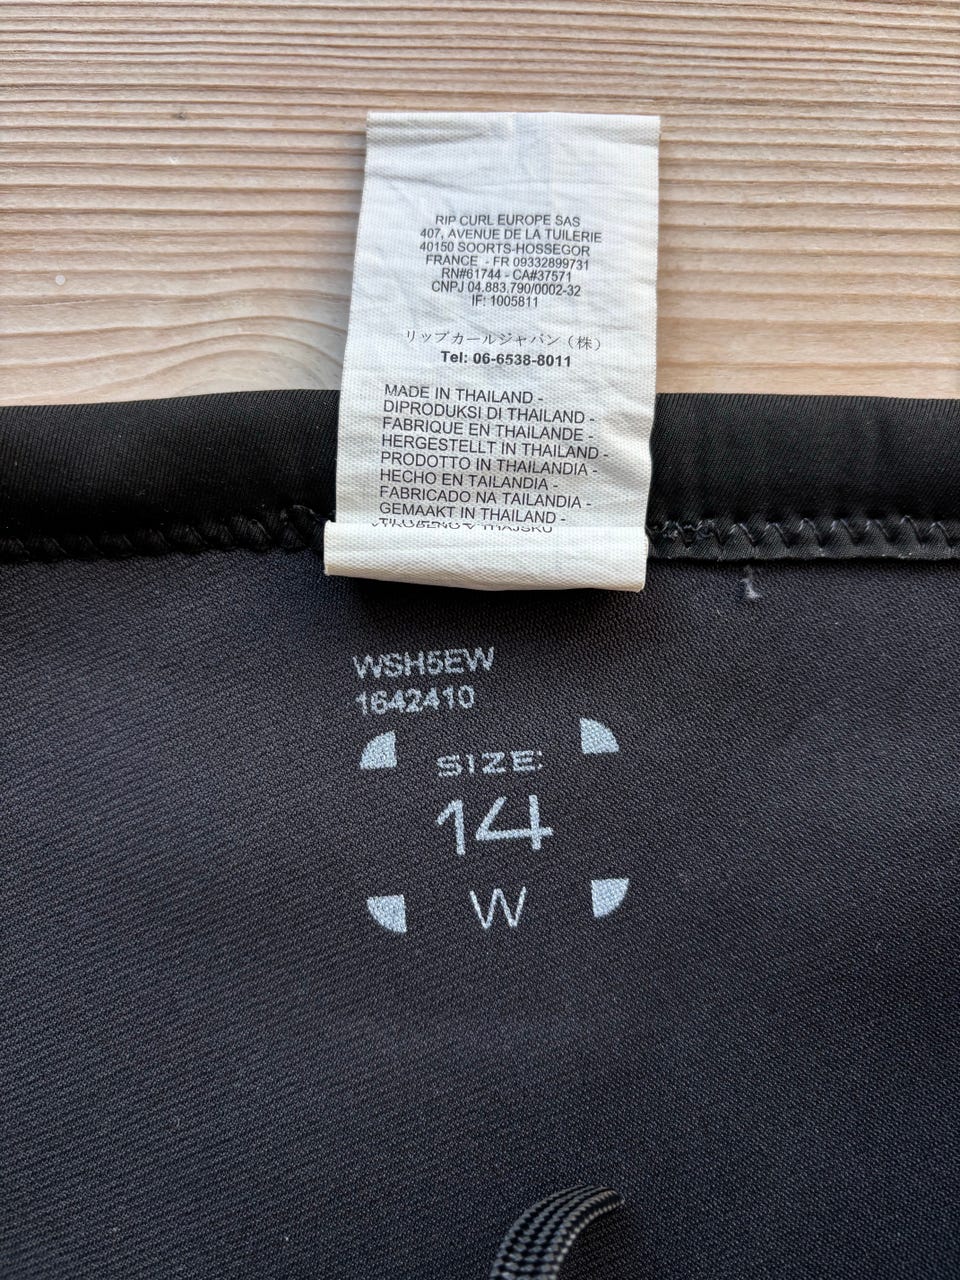 RIP CURL EUROPE SAS
407, AVENUE DE LA TUILERIE
40150 SOORTS-HOSSEGOR
FRANCE - FR 09332899731
RN#61744 - CA#37571
CNPJ 04.883.790/0002-32
IF: 1005811
リップカールジャパン（株）
Tel: 06-6538-8011
MADE IN THAILAND -
DIPRODUKSI DI THAILAND -
FABRIQUE EN THAILANDE -
HERGESTELLT IN THAILAND -
PRODOTTO IN THAILANDIA -
HECHO EN TAILANDIA -
FABRICADO NA TAILANDIA -
GEMAAKT IN THAILAND -
WSH5EW
1642410
SIZE:
14
W